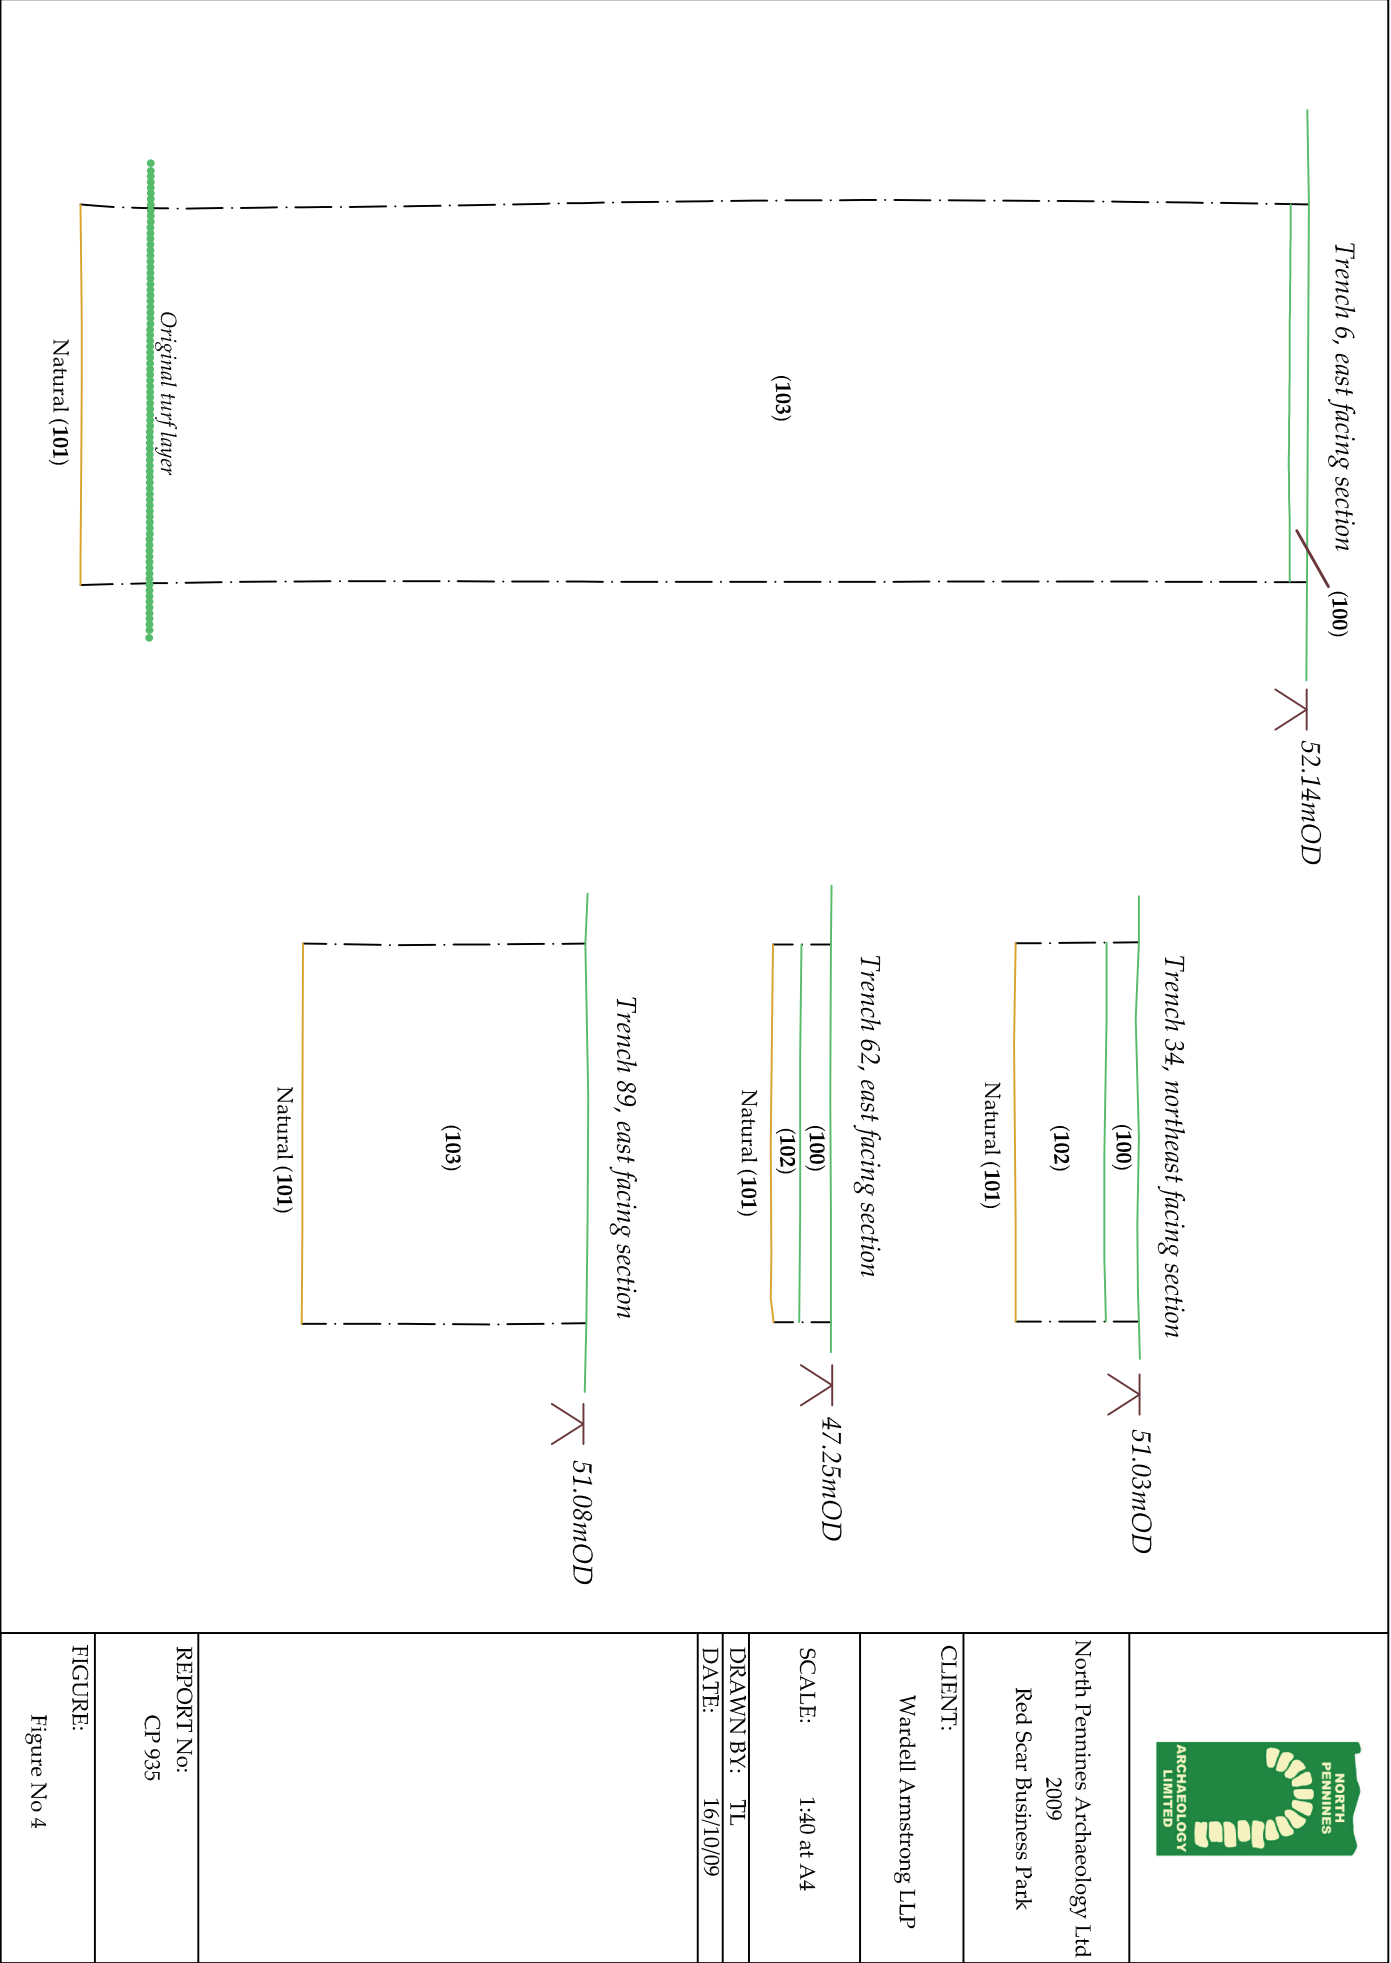 Trench 6, east facing section
(100)
52.14mOD
(103)
Original turf layer
Natural (101)
Trench 34, northeast facing section
51.03mOD
(100)
(102)
Natural (101)
Trench 62, east facing section
47.25mOD
(100)
(102)
Natural (101)
Trench 89, east facing section
51.08mOD
(103)
Natural (101)
NORTH
PENNINES
ARCHAEOLOGY
LIMITED
North Pennines Archaeology Ltd
2009
Red Scar Business Park
CLIENT:
Wardell Armstrong LLP
SCALE: 1:40 at A4
DRAWN BY: TL
DATE: 16/10/09
REPORT No:
CP 935
FIGURE:
Figure No 4